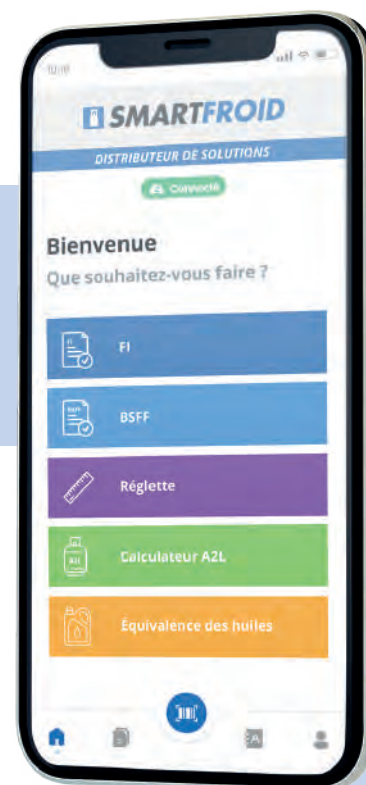 SMARTFROID
DISTRIBUTEUR DE SOLUTIONS
Connecté
Bienvenue
Que souhaitez-vous faire ?
FI
BSFF
Réglette
Calculateur A2L
Équivalence des huiles